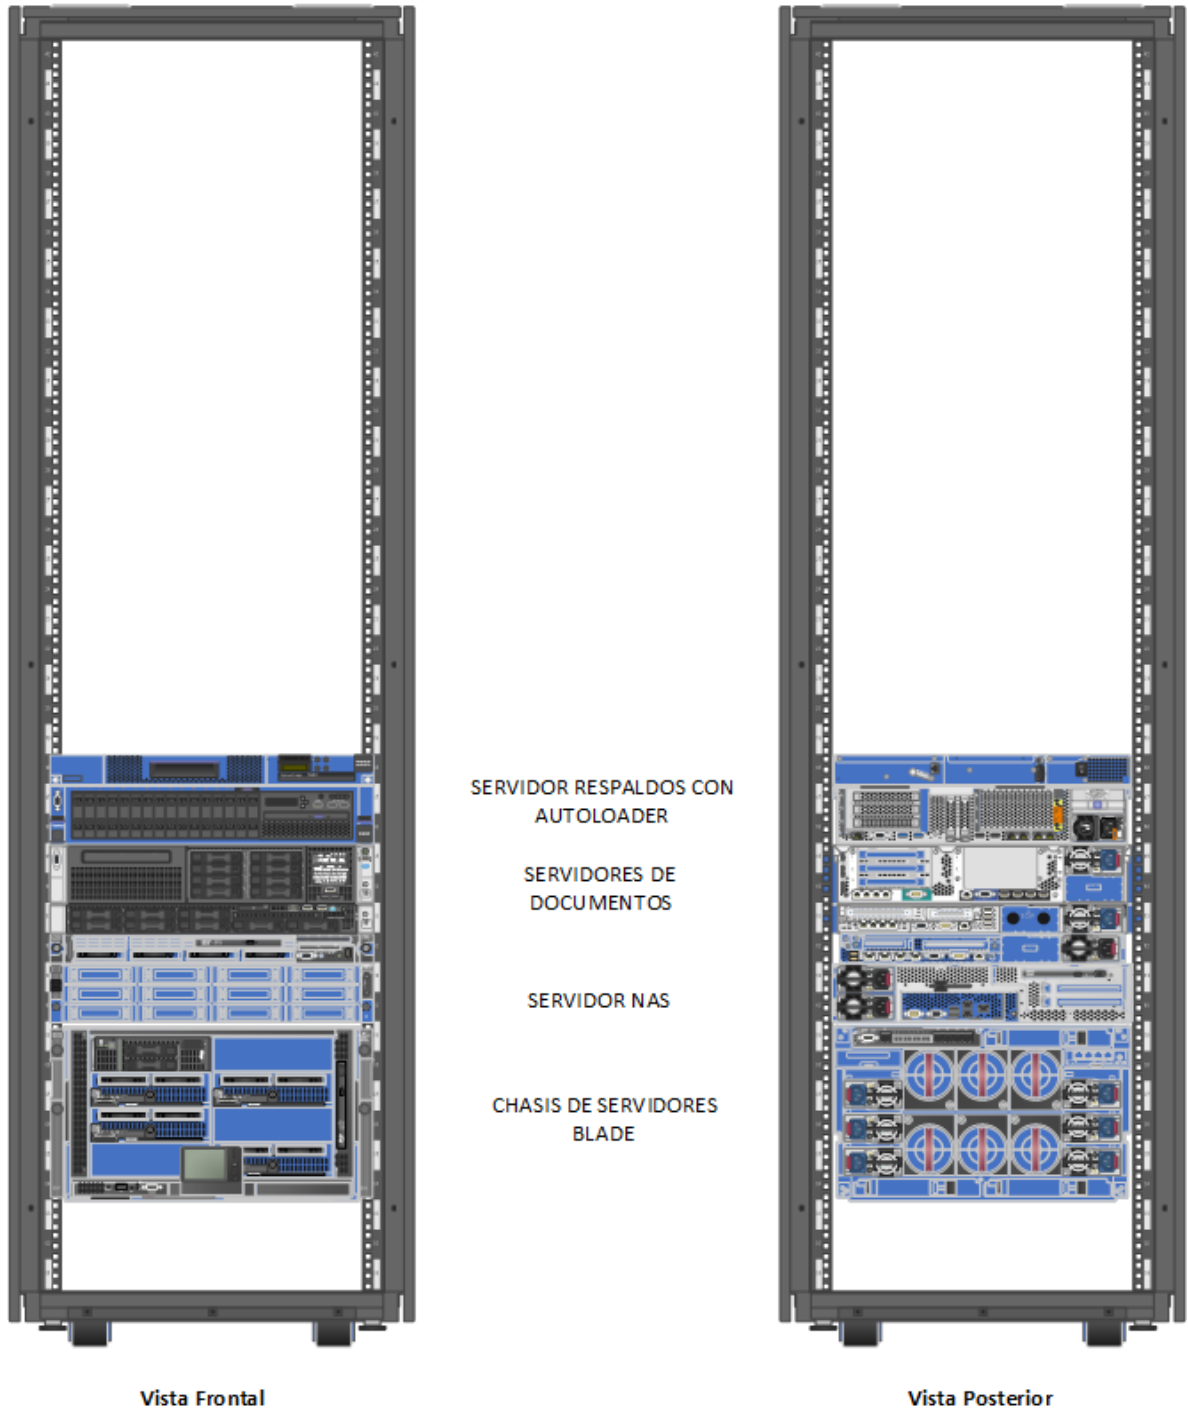 SERVIDOR RESPALDOS CON
AUTOLOADER
SERVIDORES DE
DOCUMENTOS
SERVIDOR NAS
CHASIS DE SERVIDORES
BLADE
Vista Frontal
Vista Posterior